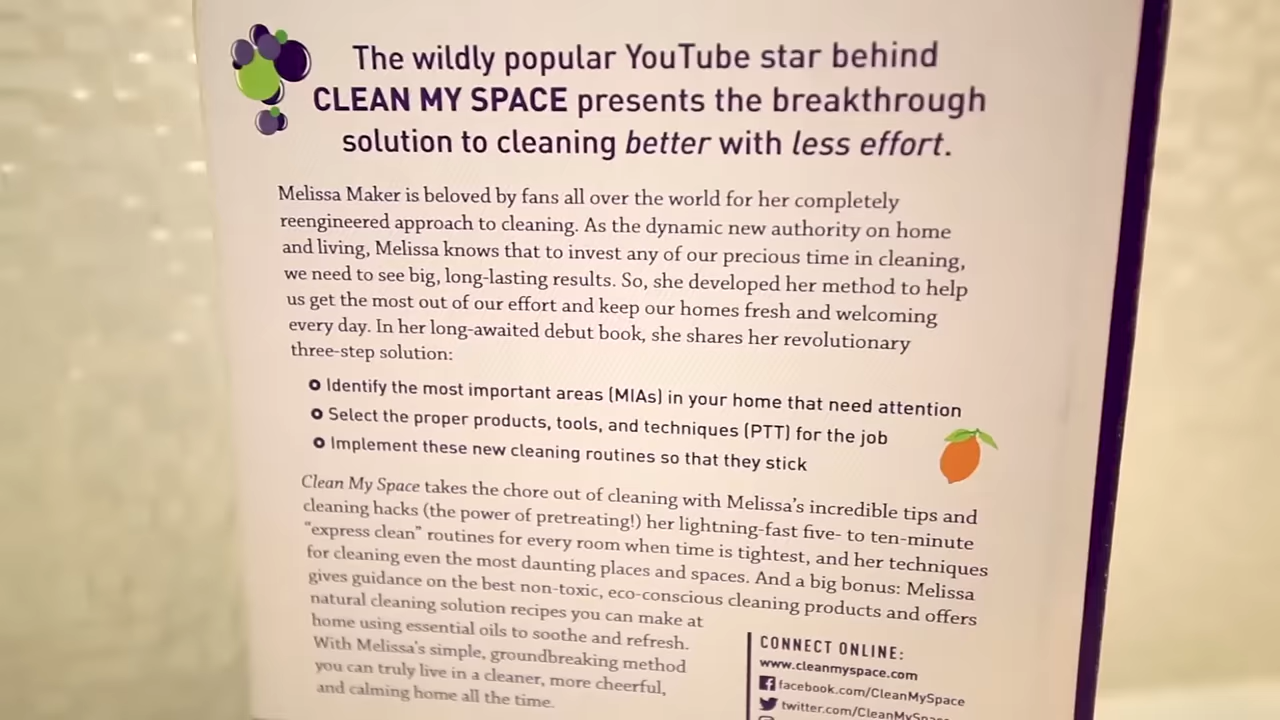 The wildly popular YouTube star behind
CLEAN MY SPACE presents the breakthrough
solution to cleaning better with less effort.
Melissa Maker is beloved by fans all over the world for her completely
reengineered approach to cleaning. As the dynamic new authority on home
and living, Melissa knows that to invest any of our precious time in cleaning,
we need to see big, long-lasting results. So, she developed her method to help
us get the most out of our effort and keep our homes fresh and welcoming
every day. In her long-awaited debut book, she shares her revolutionary
three-step solution:
Identify the most important areas (MIAs) in your home that need attention
Select the proper products, tools, and techniques (PTT) for the job
Implement these new cleaning routines so that they stick
Clean My Space takes the chore out of cleaning with Melissa's incredible tips and
cleaning hacks (the power of pretreating!) her lightning-fast five- to ten-minute
"express clean" routines for every room when time is tightest, and her techniques
for cleaning even the most daunting places and spaces. And a big bonus: Melissa
gives guidance on the best non-toxic, eco-conscious cleaning products and offers
natural cleaning solution recipes you can make at
home using essential oils to soothe and refresh.
With Melissa's simple, groundbreaking method
you can truly live in a cleaner, more cheerful,
and calming home all the time.
CONNECT ONLINE:
www.cleanmyspace.com
facebook.com/CleanMySpace